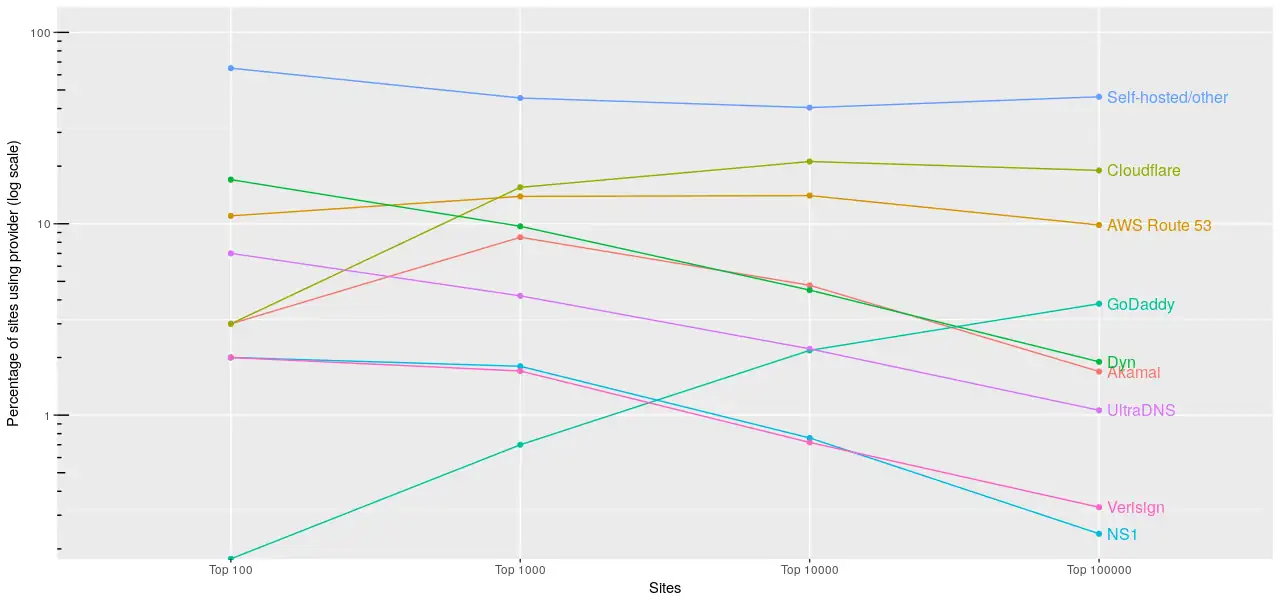 100
10
1
Percentage of sites using provider (log scale)
Self-hosted/other
Cloudflare
AWS Route 53
GoDaddy
Dyn
Akamai
UltraDNS
Verisign
NS1
Top 100
Top 1000
Top 10000
Top 100000
Sites